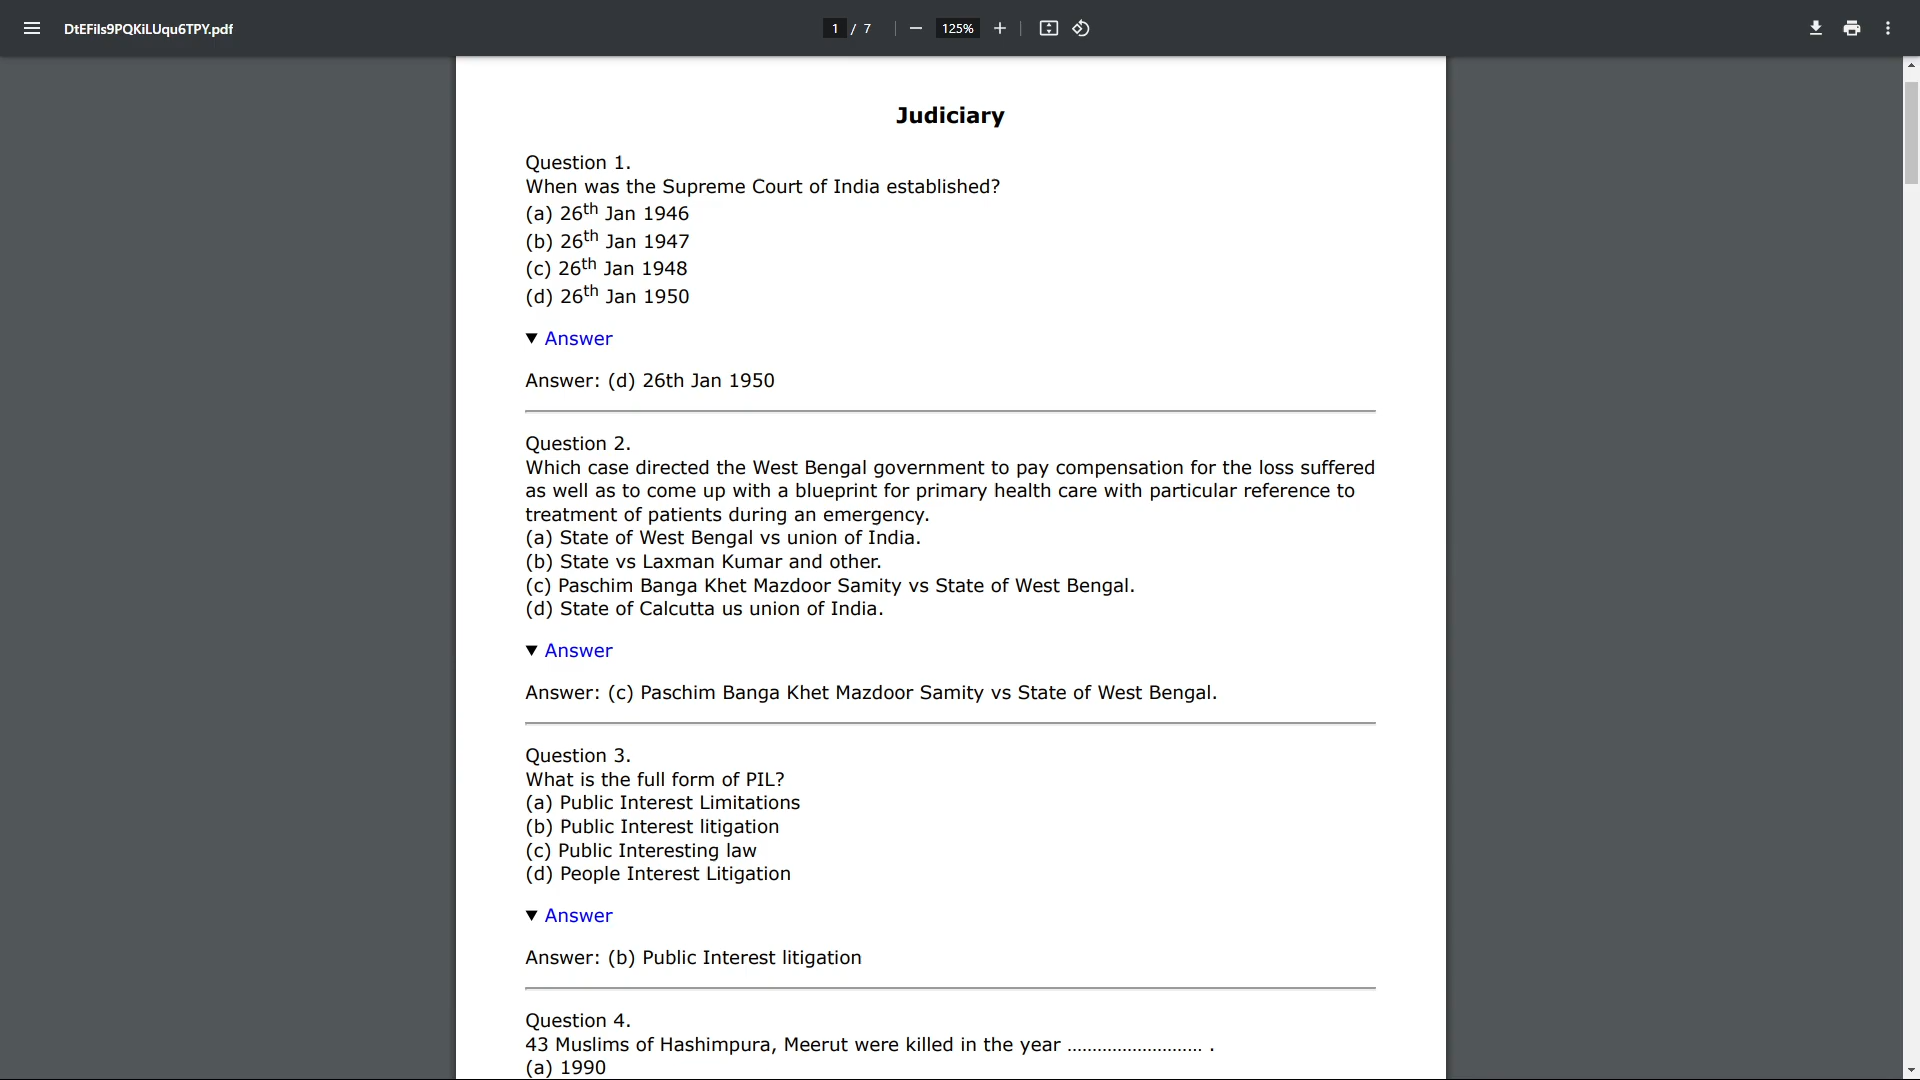 DtEFils9PQKiLUqu6TPY.pdf
1 / 7
125%
Judiciary
Question 1.
When was the Supreme Court of India established?
(a) 26th Jan 1946
(b) 26th Jan 1947
(c) 26th Jan 1948
(d) 26th Jan 1950
▼ Answer
Answer: (d) 26th Jan 1950
Question 2.
Which case directed the West Bengal government to pay compensation for the loss suffered
as well as to come up with a blueprint for primary health care with particular reference to
treatment of patients during an emergency.
(a) State of West Bengal vs union of India.
(b) State vs Laxman Kumar and other.
(c) Paschim Banga Khet Mazdoor Samity vs State of West Bengal.
(d) State of Calcutta us union of India.
▼ Answer
Answer: (c) Paschim Banga Khet Mazdoor Samity vs State of West Bengal.
Question 3.
What is the full form of PIL?
(a) Public Interest Limitations
(b) Public Interest litigation
(c) Public Interesting law
(d) People Interest Litigation
▼ Answer
Answer: (b) Public Interest litigation
Question 4.
43 Muslims of Hashimpura, Meerut were killed in the year ........................... .
(a) 1990